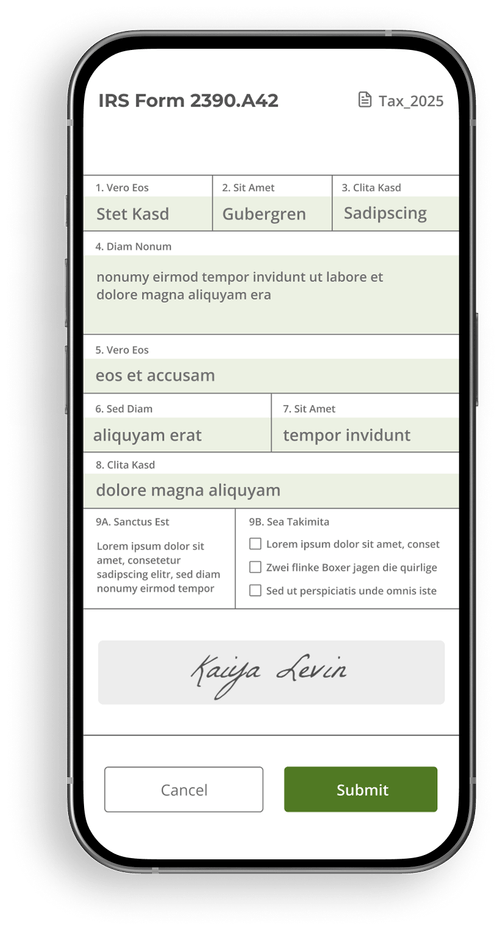 IRS Form 2390.A42
Tax_2025
1. Vero Eos
2. Sit Amet
3. Clita Kasd
Stet Kasd
Gubergren
Sadipscing
4. Diam Nonum
nonumy eirmod tempor invidunt ut labore et
dolore magna aliquyam era
5. Vero Eos
eos et accusam
6. Sed Diam
7. Sit Amet
aliquyam erat
tempor invidunt
8. Clita Kasd
dolore magna aliquyam
9A. Sanctus Est
Lorem ipsum dolor sit
amet, consetetur
sadipscing elitr, sed diam
nonumy eirmod tempor
9B. Sea Takimita
Lorem ipsum dolor sit amet, conset
Zwei flinke Boxer jagen die quirlige
Sed ut perspiciatis unde omnis iste
Kaiya Levin
Cancel
Submit